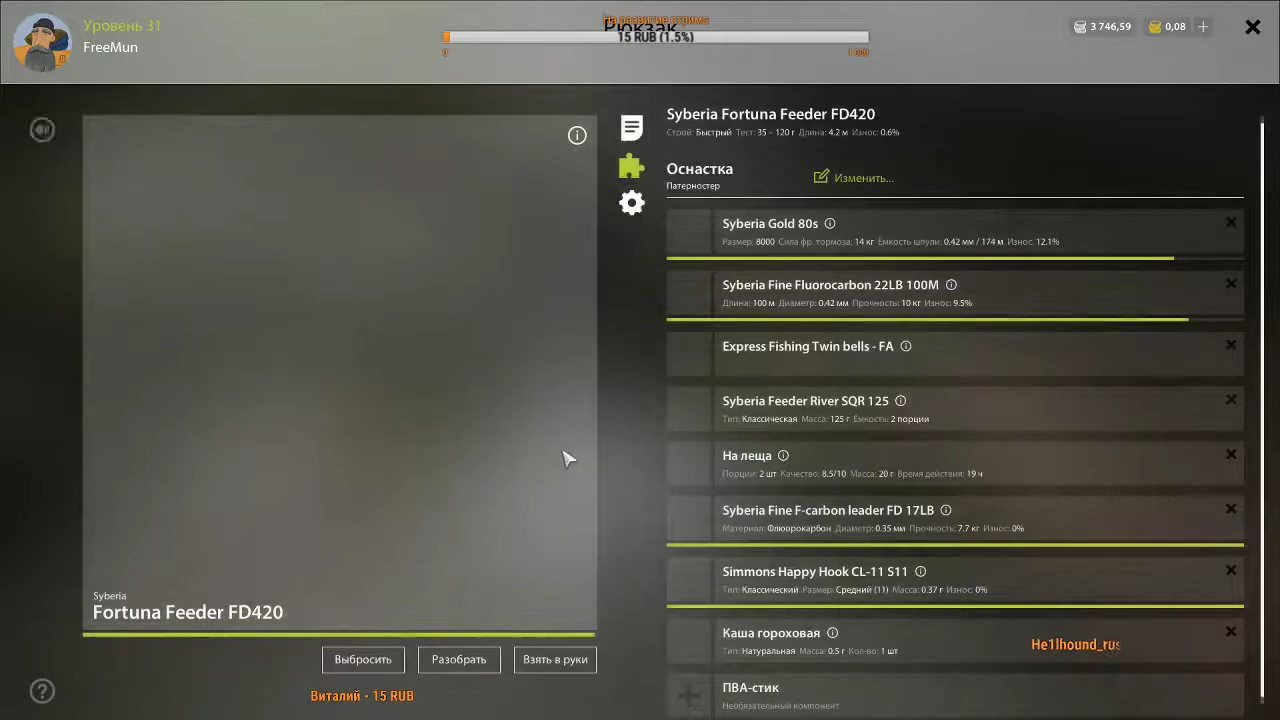 Уровень 31
FreeMun
На развитие стрима
Рюкзак
15 RUB (1.5%)
0
1 000
3 746,59
0,08
Syberia Fortuna Feeder FD420
Строй: Быстрый Тест: 35 – 120 г Длина: 4.2 м Износ: 0.6%
Оснастка
Патерностер
Изменить...
Syberia Gold 80s
Размер: 8000 Сила фр. тормоза: 14 кг Ёмкость шпули: 0.42 мм / 174 м Износ: 12.1%
Syberia Fine Fluorocarbon 22LB 100M
Длина: 100 м Диаметр: 0.42 мм Прочность: 10 кг Износ: 9.5%
Express Fishing Twin bells - FA
Syberia Feeder River SQR 125
Тип: Классическая Масса: 125 г Ёмкость: 2 порции
На леща
Порции: 2 шт Качество: 8,5/10 Масса: 20 г Время действия: 19 ч
Syberia Fine F-carbon leader FD 17LB
Материал: Флюорокарбон Диаметр: 0.35 мм Прочность: 7.7 кг Износ: 0%
Simmons Happy Hook CL-11 S11
Тип: Классический Размер: Средний (11) Масса: 0.37 г Износ: 0%
Каша гороховая
Тип: Натуральная Масса: 0.5 г Кол-во: 1 шт
He1lhound_rus
ПВА-стик
Необязательный компонент
Syberia
Fortuna Feeder FD420
Выбросить
Разобрать
Взять в руки
Виталий - 15 RUB